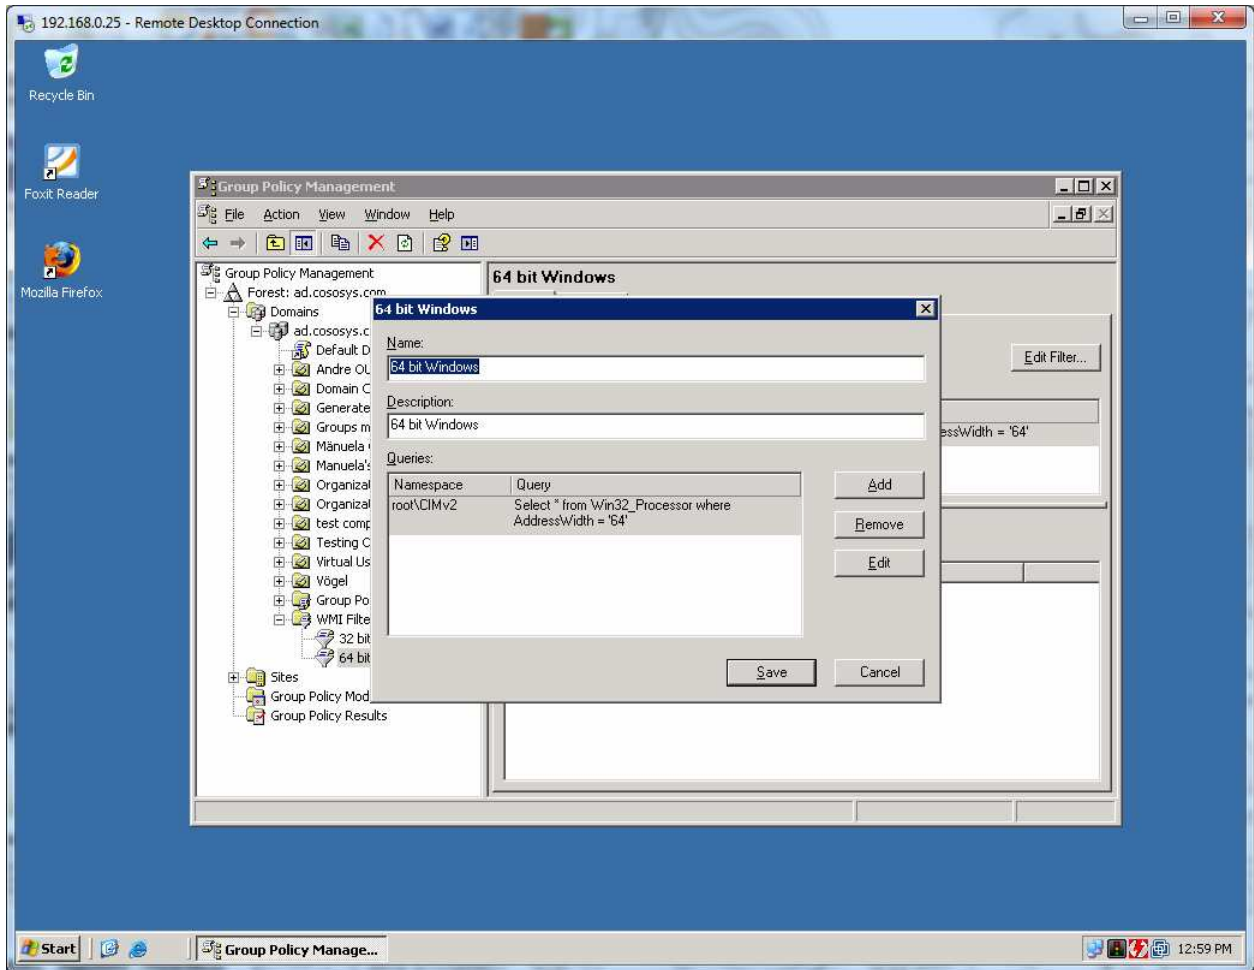 192.168.0.25 - Remote Desktop Connection
Recycle Bin
Foxit Reader
Mozilla Firefox
Group Policy Management
File Action View Window Help
Group Policy Management
Forest: ad.cososys.com
Domains
ad.cososys.c
Default D
Andre OU
Domain C
Generate
Groups m
Mänuela
Manuela's
Organizat
Organizat
test comp
Testing C
Virtual Us
Vögel
Group Po
WMI Filte
32 bit
64 bit
Sites
Group Policy Mod
Group Policy Results
64 bit Windows
Edit Filter...
essWidth = '64'
64 bit Windows
Name:
64 bit Windows
Description:
64 bit Windows
Queries:
Namespace Query
root\CIMv2 Select * from Win32_Processor where
AddressWidth = '64'
Add
Remove
Edit
Save Cancel
Start
Group Policy Manage...
12:59 PM